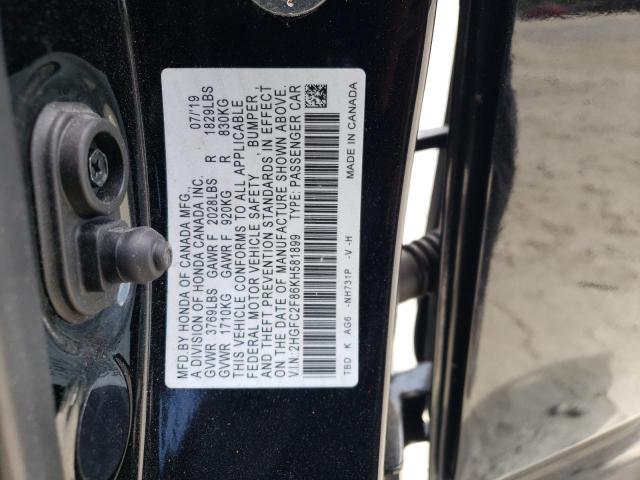 MFD.BY HONDA OF CANADA MFG. 07/'19
A DIVISION OF HONDA CANADA INC.
GVWR 3769LBS GAWR F 2028LBS R 1829LBS
GVWR 1710KG GAWR F 920KG R 830KG
THIS VEHICLE CONFORMS TO ALL APPLICABLE
FEDERAL MOTOR VEHICLE SAFETY , BUMPER,
AND THEFT PREVENTION STANDARDS IN EFFECT
ON THE DATE OF MANUFACTURE SHOWN ABOVE.
V.I.N: 2HGFC2F86KH581899 TYPE: PASSENGER CAR
TBD K AG6 -NH731P -V -H MADE IN CANADA